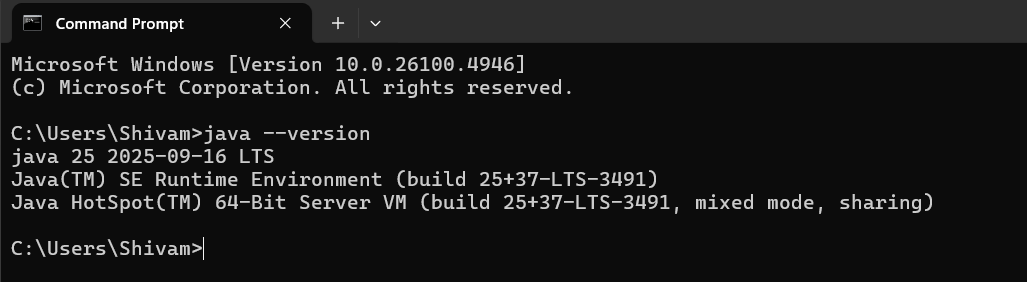 Command Prompt
Microsoft Windows [Version 10.0.26100.4946]
(c) Microsoft Corporation. All rights reserved.
C:\Users\Shivam>java --version
java 25 2025-09-16 LTS
Java(TM) SE Runtime Environment (build 25+37-LTS-3491)
Java HotSpot(TM) 64-Bit Server VM (build 25+37-LTS-3491, mixed mode, sharing)
C:\Users\Shivam>